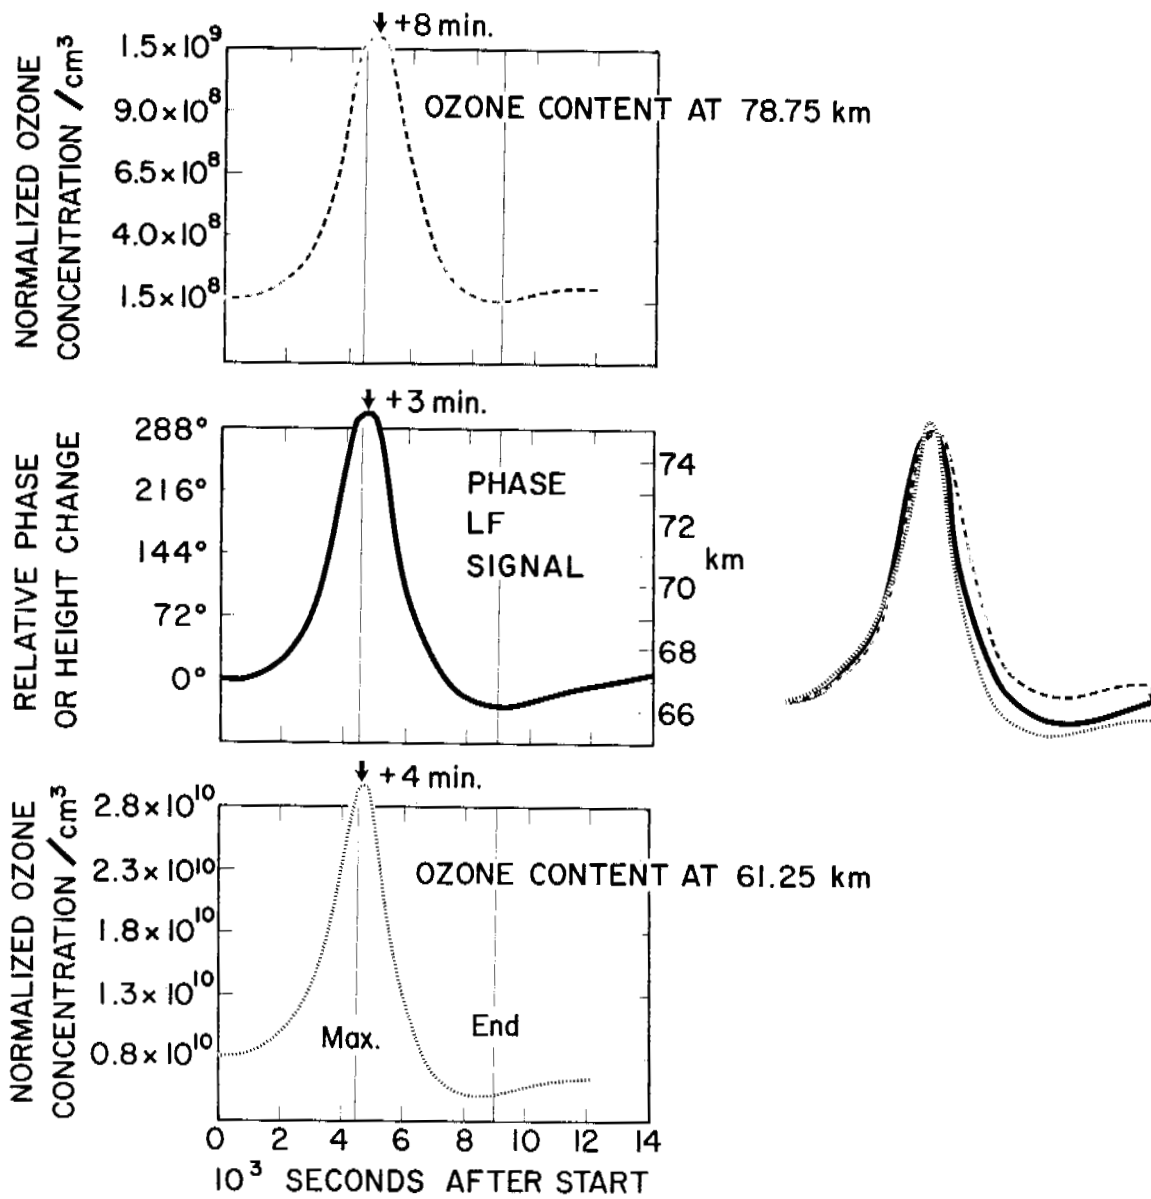 +8 min.
NORMALIZED OZONE
CONCENTRATION /cm³
1.5×10⁹
9.0×10⁸
6.5×10⁸
4.0×10⁸
1.5×10⁸
OZONE CONTENT AT 78.75 km
+3 min.
RELATIVE PHASE
OR HEIGHT CHANGE
288°
216°
144°
72°
0°
PHASE
LF
SIGNAL
74
72
70
68
66
km
+4 min.
NORMALIZED OZONE
CONCENTRATION /cm³
2.8×10¹⁰
2.3×10¹⁰
1.8×10¹⁰
1.3×10¹⁰
0.8×10¹⁰
OZONE CONTENT AT 61.25 km
Max.
End
0 2 4 6 8 10 12 14
10³ SECONDS AFTER START